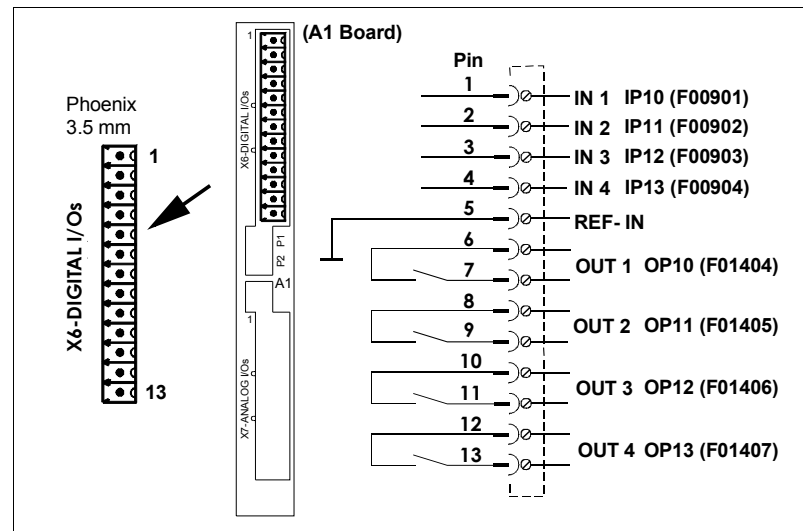 (A1 Board)
Phoenix
3.5 mm
1
13
X6-DIGITAL I/Os
1
X6-DIGITAL I/Os
P2 P1
A1
1
X7-ANALOG I/Os
Pin
1 IN 1 IP10 (F00901)
2 IN 2 IP11 (F00902)
3 IN 3 IP12 (F00903)
4 IN 4 IP13 (F00904)
5 REF- IN
6
7 OUT 1 OP10 (F01404)
8
9 OUT 2 OP11 (F01405)
10
11 OUT 3 OP12 (F01406)
12
13 OUT 4 OP13 (F01407)